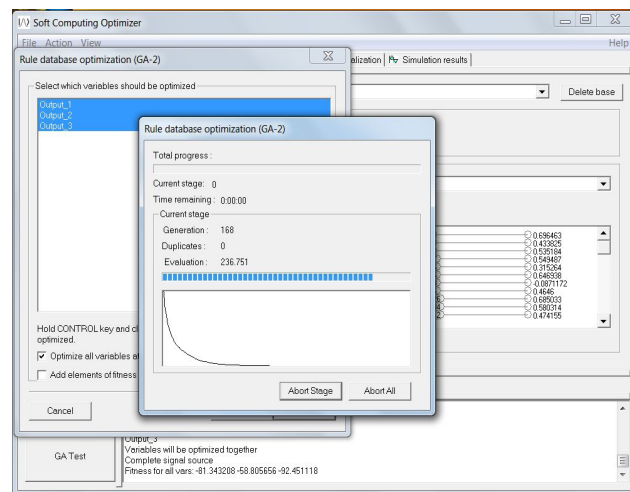 Soft Computing Optimizer
File Action View
Help
Rule database optimization (GA-2)
alization
Simulation results
Select which variables should be optimized
Output_1
Output_2
Output_3
Delete base
Rule database optimization (GA-2)
Total progress :
Current stage: 0
Time remaining : 0:00:00
Current stage
Generation : 168
Duplicates : 0
Evaluation : 236.751
0.696463
0.433825
0.535184
0.549487
0.315264
0.646938
-0.0871172
0.4646
0.685033
0.580314
0.474155
Hold CONTROL key and cl
optimized.
Optimize all variables at
Add elements of fitness
Abort Stage
Abort All
Cancel
Output_3
GA Test
Variables will be optimized together
Complete signal source
Fitness for all vars: -81.343208 -58.805656 -92.451118